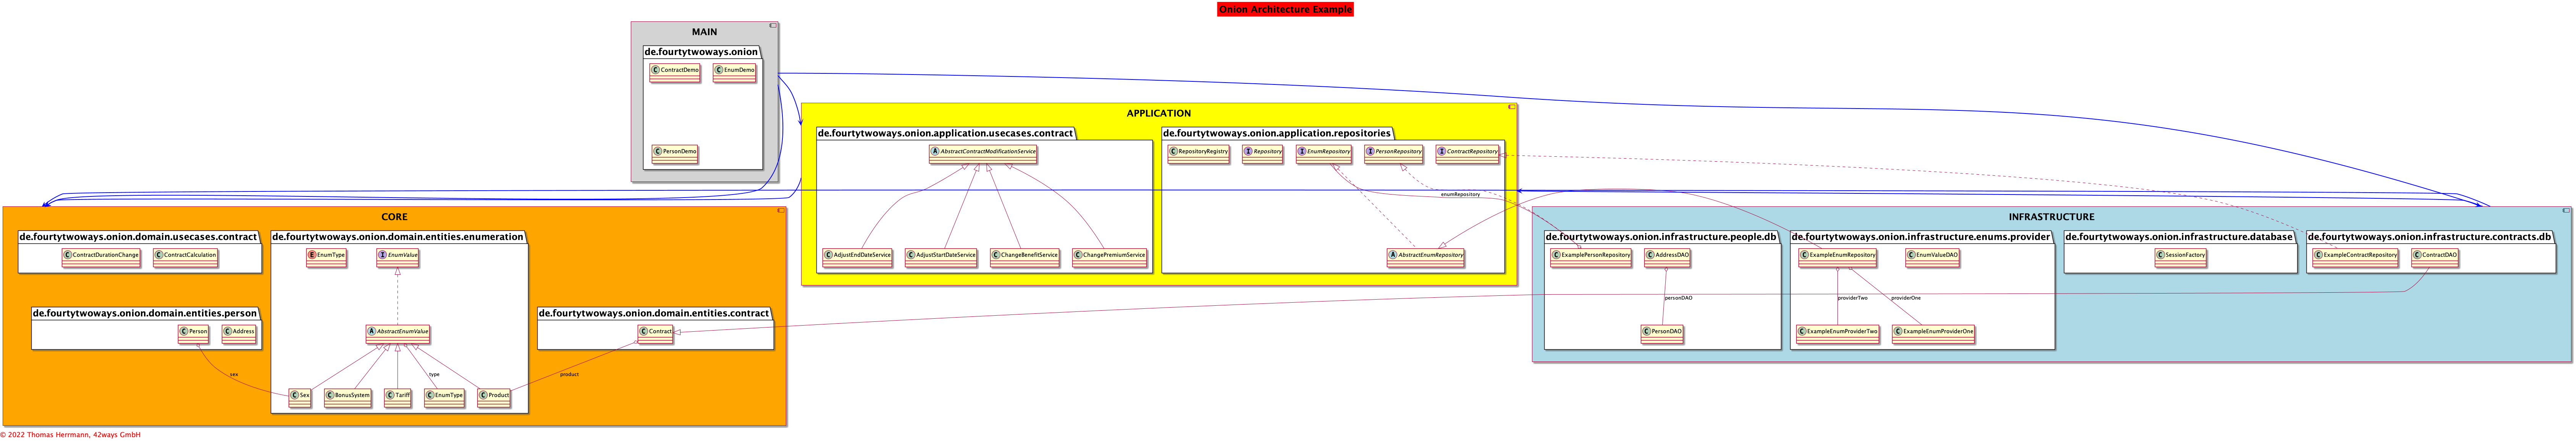 Onion Architecture Example
MAIN
de.fourtytwoways.onion
C ContractDemo
C EnumDemo
C PersonDemo
APPLICATION
de.fourtytwoways.onion.application.usecases.contract
A AbstractContractModificationService
C AdjustEndDateService
C AdjustStartDateService
C ChangeBenefitService
C ChangePremiumService
de.fourtytwoways.onion.application.repositories
C RepositoryRegistry
I Repository
I EnumRepository
I PersonRepository
I ContractRepository
enumRepository
A AbstractEnumRepository
CORE
de.fourtytwoways.onion.domain.usecases.contract
C ContractDurationChange
C ContractCalculation
de.fourtytwoways.onion.domain.entities.enumeration
E EnumType
I EnumValue
A AbstractEnumValue
type
C Sex
C BonusSystem
C Tariff
C EnumType
C Product
de.fourtytwoways.onion.domain.entities.person
C Person
C Address
sex
de.fourtytwoways.onion.domain.entities.contract
C Contract
product
INFRASTRUCTURE
de.fourtytwoways.onion.infrastructure.people.db
C ExamplePersonRepository
C AddressDAO
personDAO
C PersonDAO
de.fourtytwoways.onion.infrastructure.enums.provider
C ExampleEnumRepository
C EnumValueDAO
providerTwo
providerOne
C ExampleEnumProviderTwo
C ExampleEnumProviderOne
de.fourtytwoways.onion.infrastructure.database
C SessionFactory
de.fourtytwoways.onion.infrastructure.contracts.db
C ExampleContractRepository
C ContractDAO
© 2022 Thomas Herrmann, 42ways GmbH